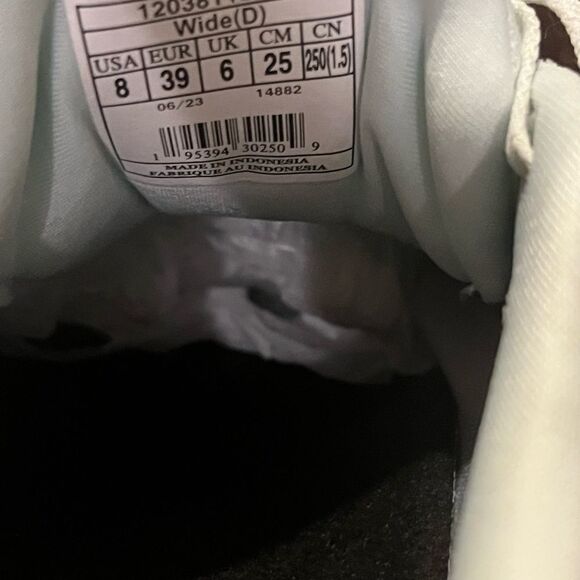 Wide(D)
USA EUR UK CM CN
8 39 6 25 250(1.5)
06/23 14882
1 95394 30250 9
MADE IN INDONESIA
FABRIQUE AU INDONESIA